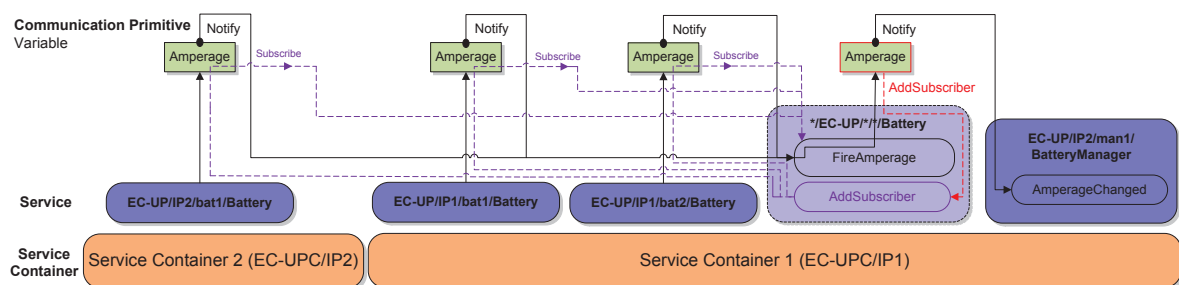 Communication Primitive
Variable
Notify
Notify
Notify
Notify
Amperage
Subscribe
Amperage
Subscribe
Amperage
Subscribe
Amperage
AddSubscriber
*/EC-UP/*/*/Battery
FireAmperage
AddSubscriber
EC-UP/IP2/man1/
BatteryManager
AmperageChanged
Service
EC-UP/IP2/bat1/Battery
EC-UP/IP1/bat1/Battery
EC-UP/IP1/bat2/Battery
Service
Container
Service Container 2 (EC-UPC/IP2)
Service Container 1 (EC-UPC/IP1)